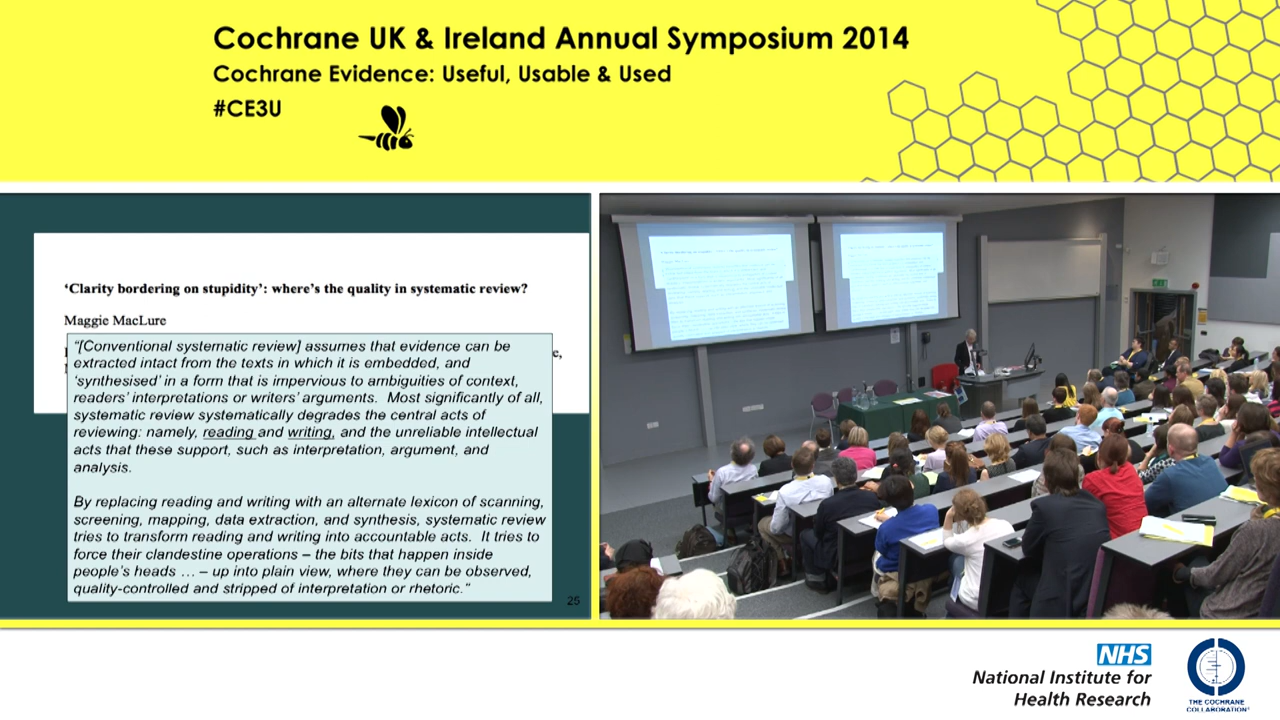 Cochrane UK & Ireland Annual Symposium 2014
Cochrane Evidence: Useful, Usable & Used
#CE3U
‘Clarity bordering on stupidity’: where’s the quality in systematic review?
Maggie MacLure
“[Conventional systematic review] assumes that evidence can be
extracted intact from the texts in which it is embedded, and
‘synthesised’ in a form that is impervious to ambiguities of context,
readers’ interpretations or writers’ arguments. Most significantly of all,
systematic review systematically degrades the central acts of
reviewing: namely, reading and writing, and the unreliable intellectual
acts that these support, such as interpretation, argument, and
analysis.
By replacing reading and writing with an alternate lexicon of scanning,
screening, mapping, data extraction, and synthesis, systematic review
tries to transform reading and writing into accountable acts. It tries to
force their clandestine operations – the bits that happen inside
people’s heads … – up into plain view, where they can be observed,
quality-controlled and stripped of interpretation or rhetoric.”
25
NHS
National Institute for
Health Research
THE COCHRANE
COLLABORATION®